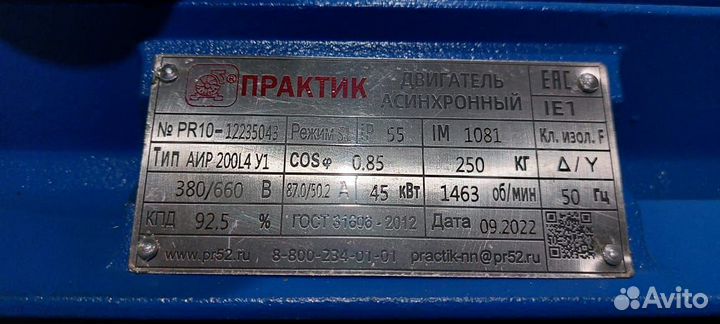 ПРАКТИК ® ДВИГАТЕЛЬ АСИНХРОННЫЙ EAC IE1
№ PR10-12235043 Режим S1 IP 55 IM 1081 Кл. изол. F
Тип АИР 200L4 У1 COSφ 0.85 250 КГ Δ/Y
380/660 В 87.0/50.2 А 45 кВт 1463 об/мин 50 Гц
КПД 92.5 % ГОСТ 31606-2012 Дата 09.2022
www.pr52.ru 8-800-234-01-01 practik-nn@pr52.ru
Avito